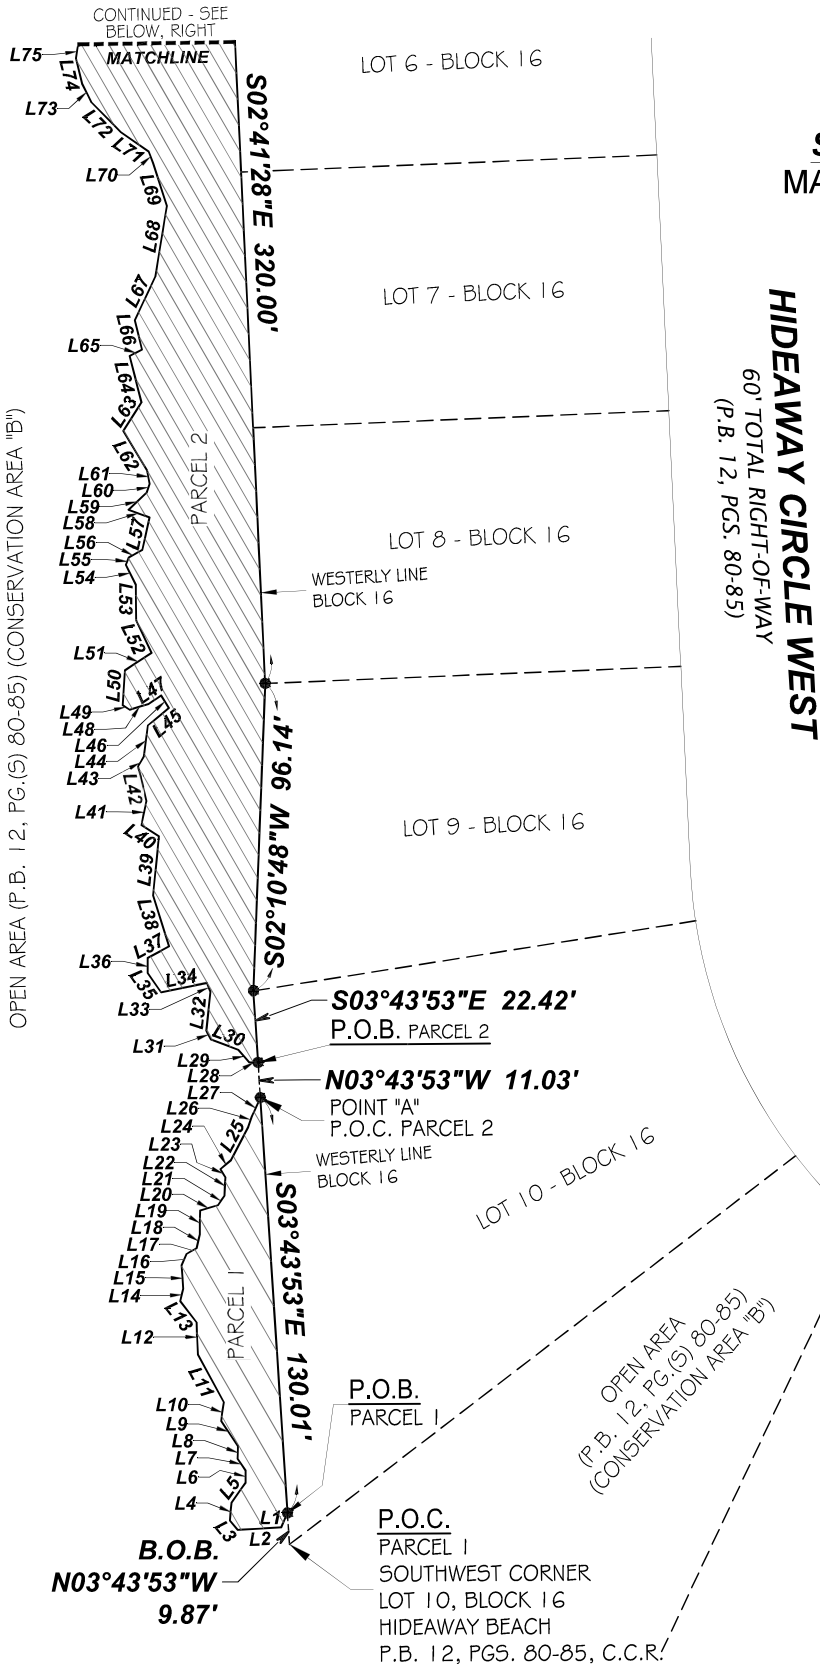 CONTINUED - SEE
BELOW, RIGHT
MATCHLINE
L75
L74
L73
L72
L71
L70
L69
L68
L67
L66
L65
L64
L63
L62
L61
L60
L59
L58
L57
L56
L55
L54
L53
L52
L51
L50
L49
L47
L48
L46
L45
L44
L43
L42
L41
L40
L39
L38
L37
L36
L35
L34
L33
L32
L31
L30
L29
L28
L27
L26
L25
L24
L23
L22
L21
L20
L19
L18
L17
L16
L15
L14
L13
L12
L11
L10
L9
L8
L7
L6
L5
L4
L3
L2
L1
S02°41'28"E 320.00'
LOT 6 - BLOCK 16
LOT 7 - BLOCK 16
LOT 8 - BLOCK 16
LOT 9 - BLOCK 16
LOT 10 - BLOCK 16
MA
HIDEAWAY CIRCLE WEST
60' TOTAL RIGHT-OF-WAY
(P.B. 12, PGS. 80-85)
OPEN AREA (P.B. 12, PG.(S) 80-85) (CONSERVATION AREA "B")
PARCEL 2
WESTERLY LINE
BLOCK 16
S02°10'48"W 96.14'
S03°43'53"E 22.42'
P.O.B. PARCEL 2
N03°43'53"W 11.03'
POINT "A"
P.O.C. PARCEL 2
WESTERLY LINE
BLOCK 16
S03°43'53"E 130.01'
PARCEL 1
P.O.B.
PARCEL 1
OPEN AREA
(P.B. 12, PG.(S) 80-85)
(CONSERVATION AREA "B")
B.O.B.
N03°43'53"W
9.87'
P.O.C.
PARCEL 1
SOUTHWEST CORNER
LOT 10, BLOCK 16
HIDEAWAY BEACH
P.B. 12, PGS. 80-85, C.C.R.